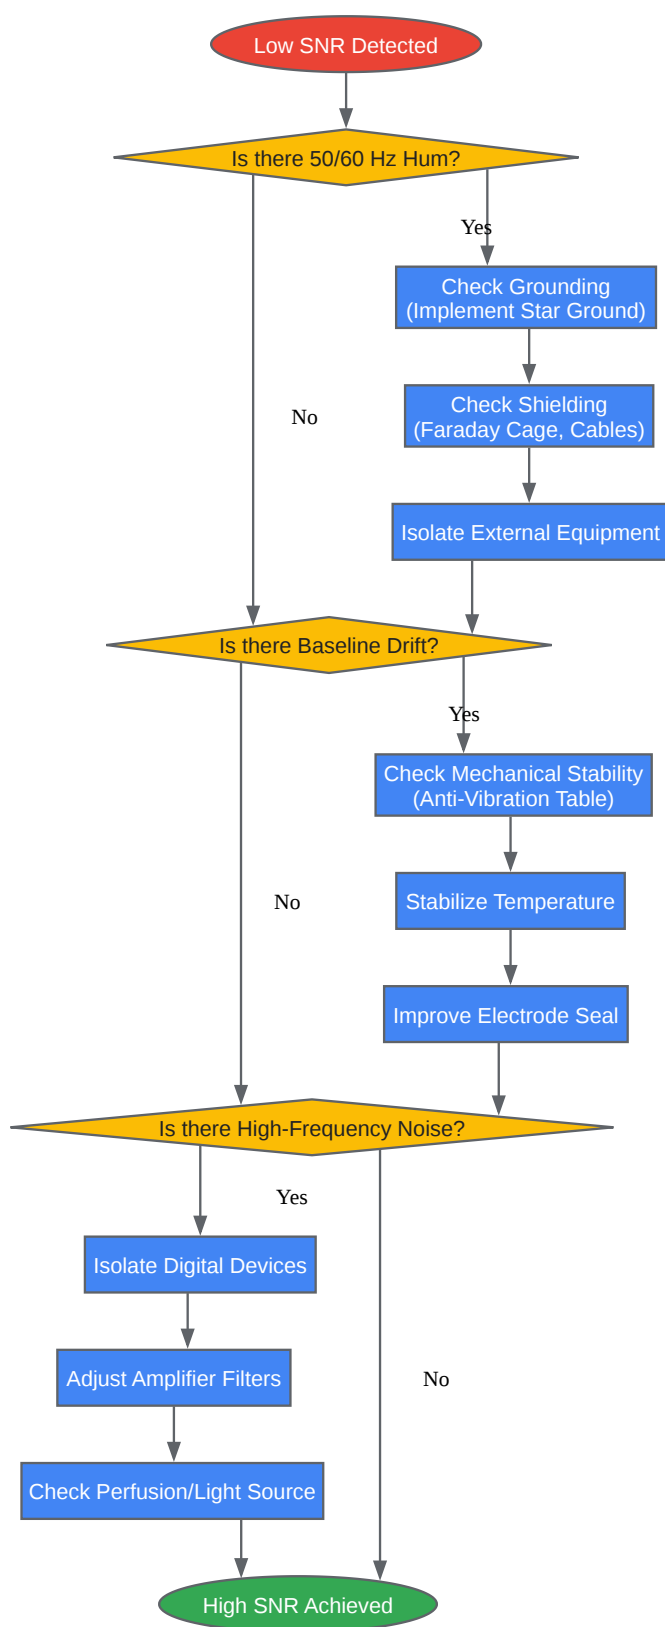 Low SNR Detected
Is there 50/60 Hz Hum?
Yes
Check Grounding
(Implement Star Ground)
Check Shielding
(Faraday Cage, Cables)
No
Isolate External Equipment
Is there Baseline Drift?
Yes
Check Mechanical Stability
(Anti-Vibration Table)
No
Stabilize Temperature
Improve Electrode Seal
Is there High-Frequency Noise?
Yes
Isolate Digital Devices
Adjust Amplifier Filters
No
Check Perfusion/Light Source
High SNR Achieved